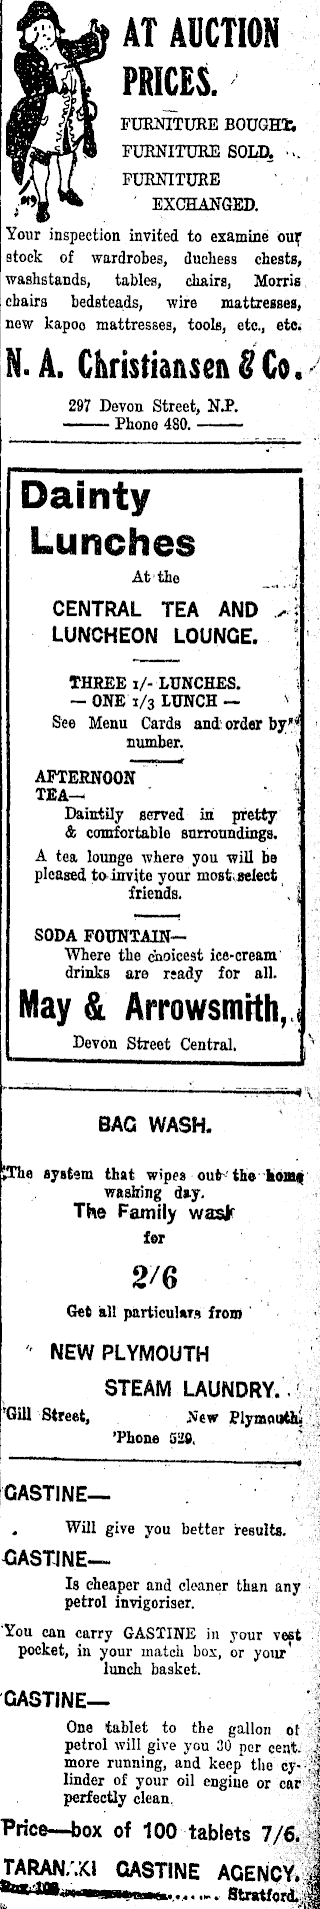 AT AUCTION
PRICES.
FURNITURE BOUGHT.
FURNITURE SOLD.
FURNITURE
EXCHANGED.
Your inspection invited to examine our
stock of wardrobes, duchess chests,
washstands, tables, chairs, Morris
chairs bedsteads, wire mattresses,
new kapoc mattresses, tools, etc., etc.
N. A. Christiansen & Co.
297 Devon Street, N.P.
—— Phone 480. ——
Dainty
Lunches
At the
CENTRAL TEA AND
LUNCHEON LOUNGE.
THREE 1/- LUNCHES.
— ONE 1/3 LUNCH —
See Menu Cards and order by
number.
AFTERNOON
TEA—
Daintily served in pretty
& comfortable surroundings.
A tea lounge where you will be
pleased to invite your most select
friends.
SODA FOUNTAIN—
Where the choicest ice-cream
drinks are ready for all.
May & Arrowsmith,
Devon Street Central.
BAG WASH.
The system that wipes out the home
washing day.
The Family wash
for
2/6
Get all particulars from
NEW PLYMOUTH
STEAM LAUNDRY.
Gill Street, New Plymouth.
'Phone 529.
GASTINE—
Will give you better results.
GASTINE—
Is cheaper and cleaner than any
petrol invigoriser.
You can carry GASTINE in your vest
pocket, in your match box, or your
lunch basket.
GASTINE—
One tablet to the gallon of
petrol will give you 30 per cent.
more running, and keep the cy-
linder of your oil engine or car
perfectly clean.
Price—box of 100 tablets 7/6.
TARANAKI GASTINE AGENCY.
Box 108 Stratford.